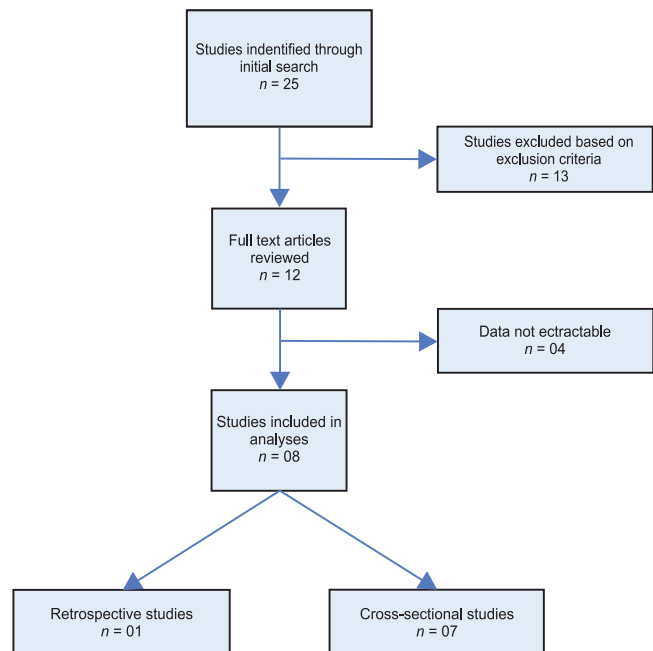 Studies indentified through
initial search
n = 25
Studies excluded based on
exclusion criteria
n = 13
Full text articles
reviewed
n = 12
Data not ectractable
n = 04
Studies included in
analyses
n = 08
Retrospective studies
n = 01
Cross-sectional studies
n = 07